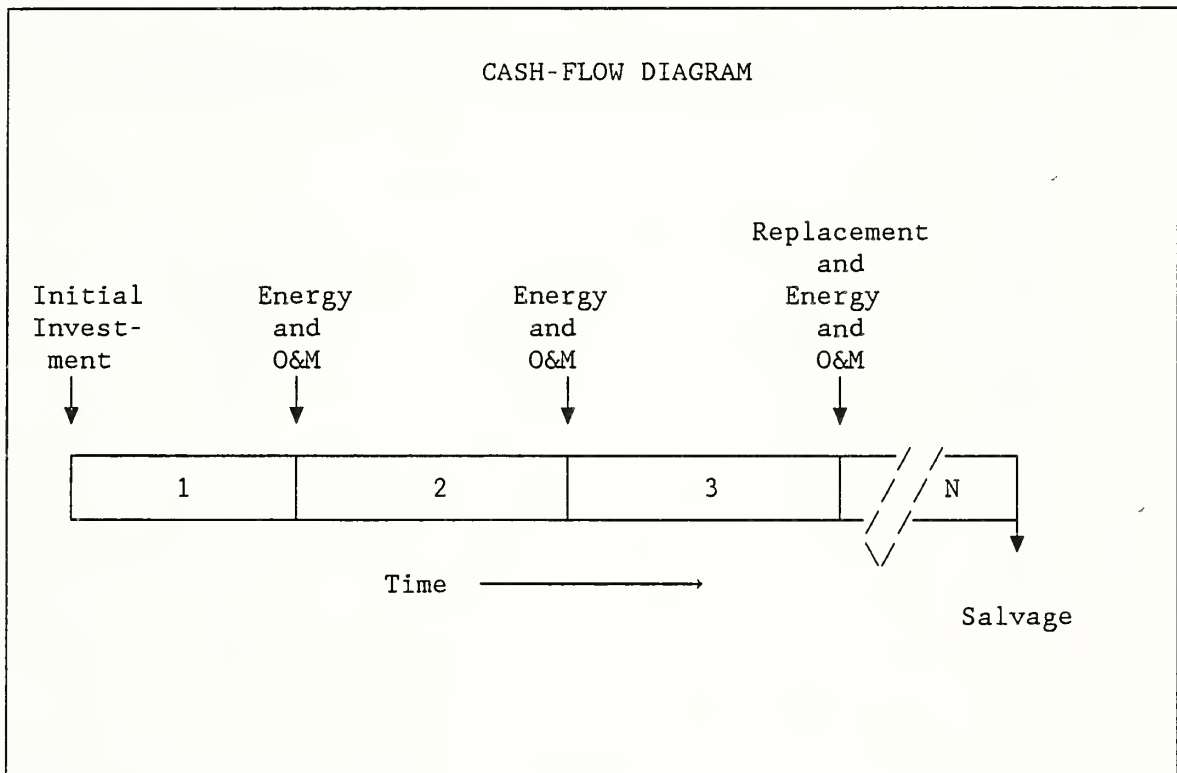 CASH-FLOW DIAGRAM
Initial
Invest-
ment
Energy
and
O&M
Energy
and
O&M
Replacement
and
Energy
and
O&M
1
2
3
N
Time
Salvage